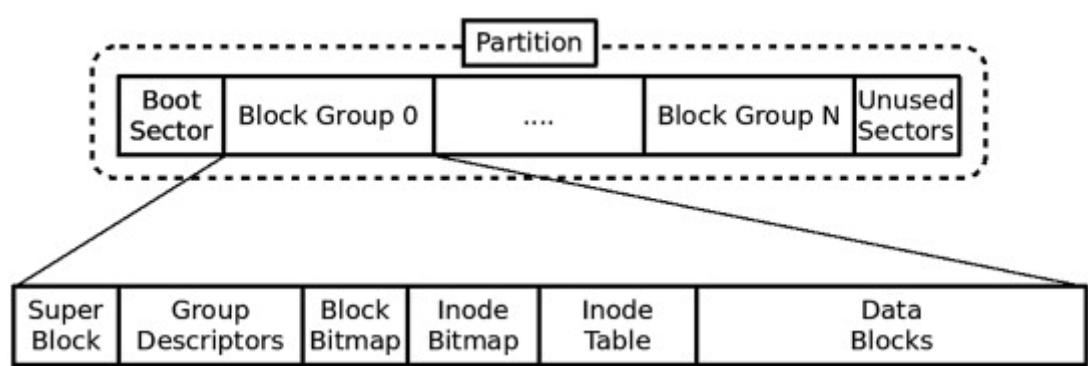 Partition
Boot
Sector
Block Group 0
....
Block Group N
Unused
Sectors
Super
Block
Group
Descriptors
Block
Bitmap
Inode
Bitmap
Inode
Table
Data
Blocks